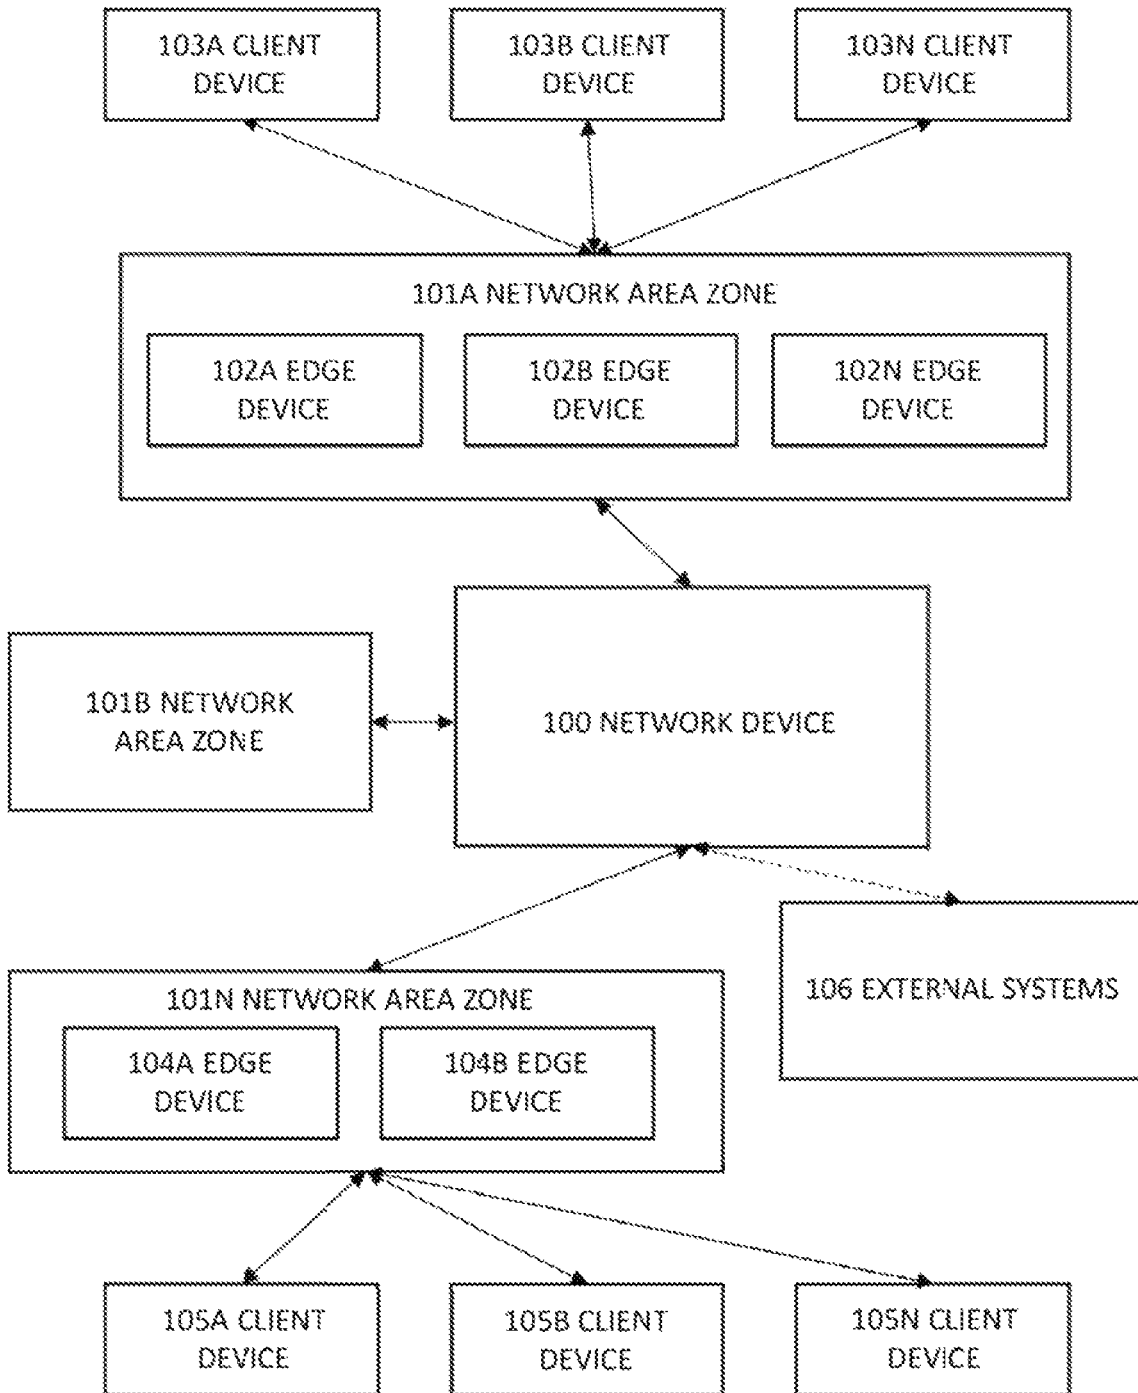 103A CLIENT
DEVICE
103B CLIENT
DEVICE
103N CLIENT
DEVICE
101A NETWORK AREA ZONE
102A EDGE
DEVICE
102B EDGE
DEVICE
102N EDGE
DEVICE
101B NETWORK
AREA ZONE
100 NETWORK DEVICE
101N NETWORK AREA ZONE
104A EDGE
DEVICE
104B EDGE
DEVICE
106 EXTERNAL SYSTEMS
105A CLIENT
DEVICE
105B CLIENT
DEVICE
105N CLIENT
DEVICE